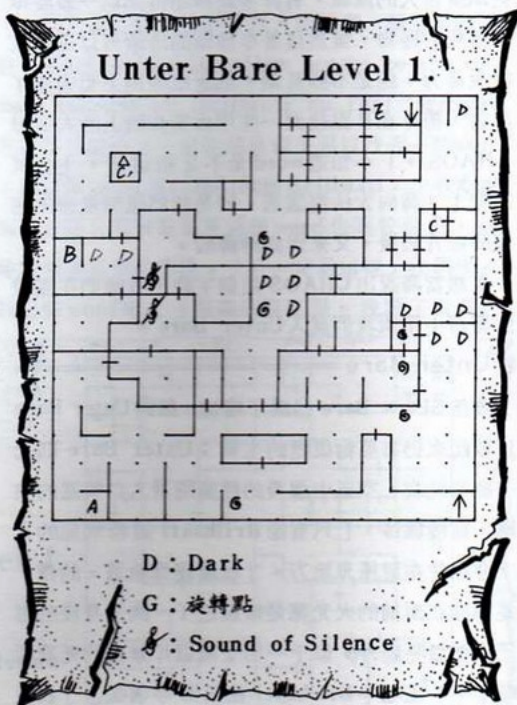 Unter Bare Level 1.
E ↓ D
C'
C
G
B D D D D
D D
G D D D D
G D D
G
G
A G ↑
D : Dark
G : 旋轉點
: Sound of Silence